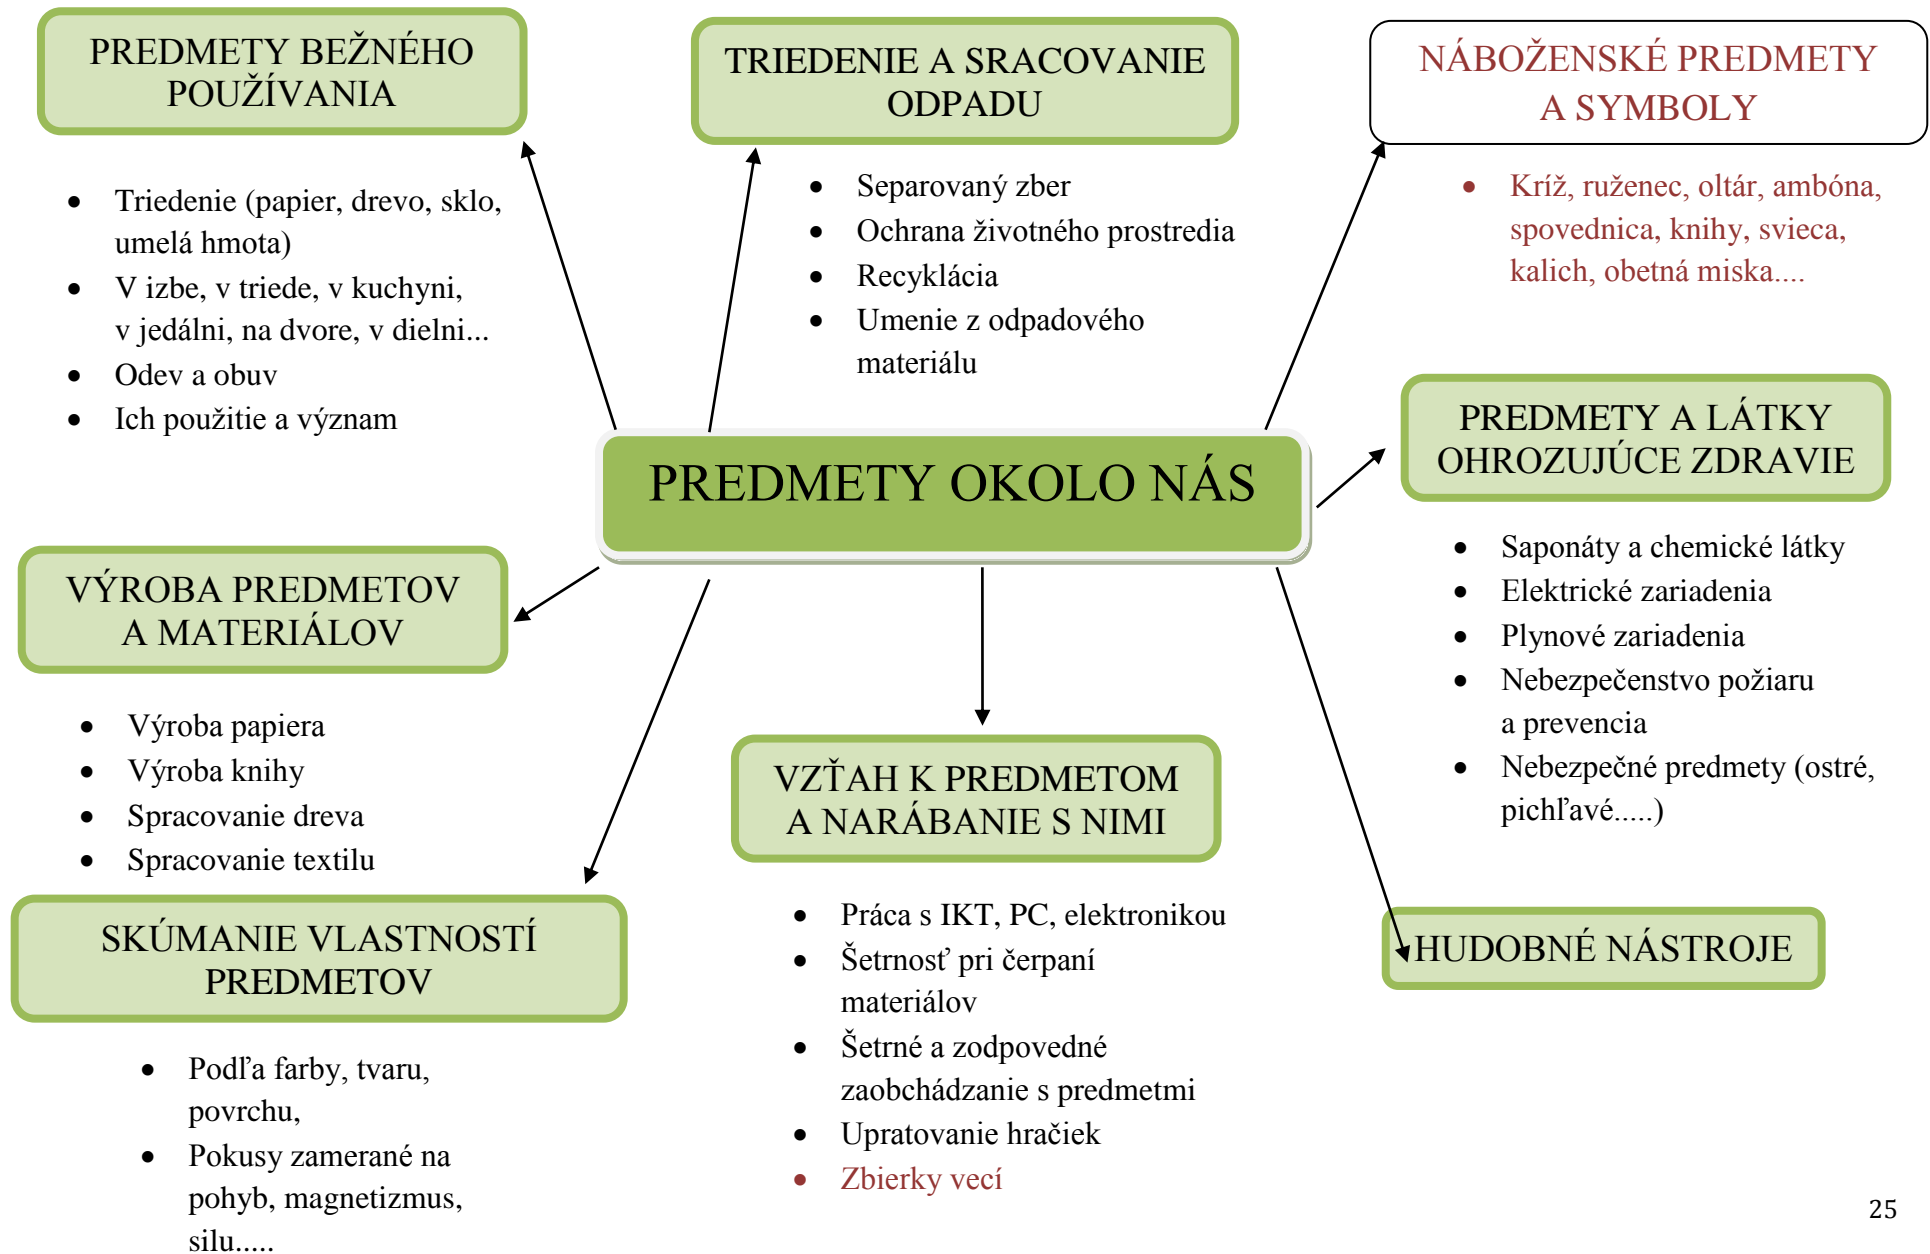 PREDMETY BEŽNÉHO
POUŽÍVANIA
• Triedenie (papier, drevo, sklo,
umelá hmota)
• V izbe, v triede, v kuchyni,
v jedálni, na dvore, v dielni...
• Odev a obuv
• Ich použitie a význam
TRIEDENIE A SRACOVANIE
ODPADU
• Separovaný zber
• Ochrana životného prostredia
• Recyklácia
• Umenie z odpadového
materiálu
NÁBOŽENSKÉ PREDMETY
A SYMBOLY
• Kríž, ruženec, oltár, ambóna,
spovednica, knihy, svieca,
kalich, obetná miska....
PREDMETY OKOLO NÁS
PREDMETY A LÁTKY
OHROZUJÚCE ZDRAVIE
• Saponáty a chemické látky
• Elektrické zariadenia
• Plynové zariadenia
• Nebezpečenstvo požiaru
a prevencia
• Nebezpečné predmety (ostré,
pichľavé.....)
VÝROBA PREDMETOV
A MATERIÁLOV
• Výroba papiera
• Výroba knihy
• Spracovanie dreva
• Spracovanie textilu
VZŤAH K PREDMETOM
A NARÁBANIE S NIMI
• Práca s IKT, PC, elektronikou
• Šetrnosť pri čerpaní
materiálov
• Šetrné a zodpovedné
zaobchádzanie s predmetmi
• Upratovanie hračiek
• Zbierky vecí
HUDOBNÉ NÁSTROJE
SKÚMANIE VLASTNOSTÍ
PREDMETOV
• Podľa farby, tvaru,
povrchu,
• Pokusy zamerané na
pohyb, magnetizmus,
silu.....
25